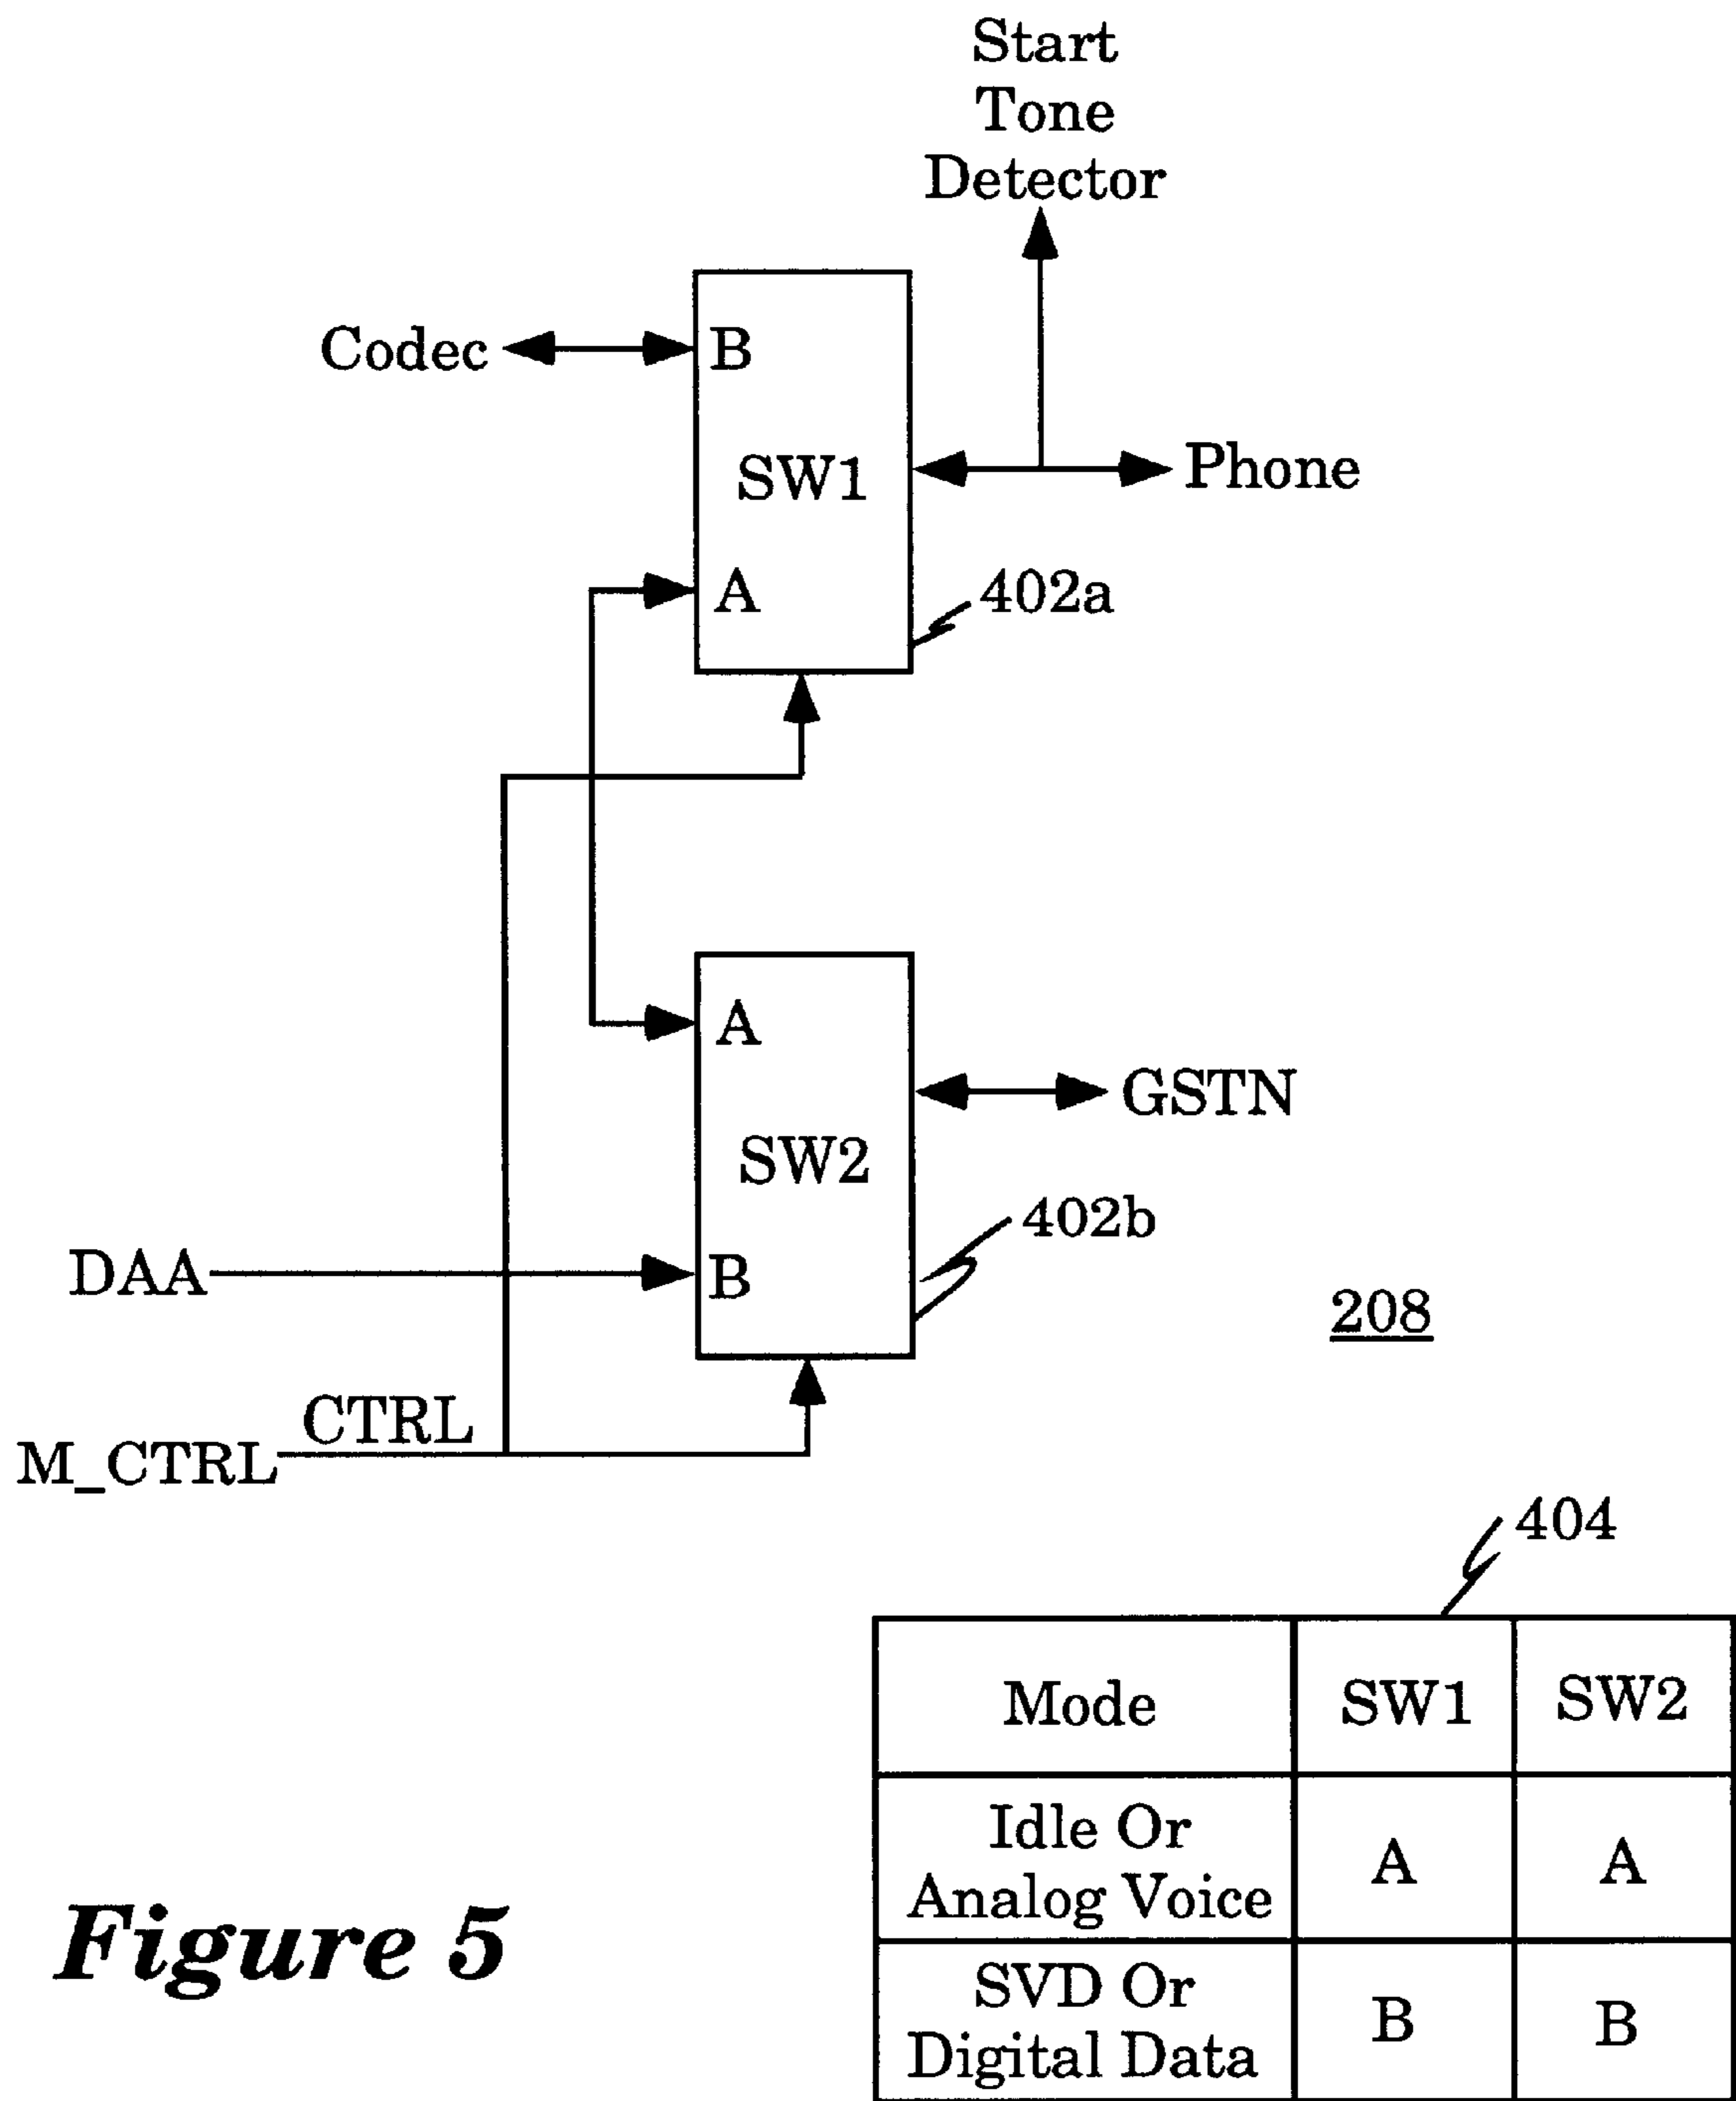 Start
Tone
Detector
Codec
B
SW1
Phone
A
402a
A
GSTN
SW2
402b
DAA
B
208
CTRL
M_CTRL
404
Mode SW1 SW2
Idle Or
Analog Voice A A
SVD Or
Digital Data B B
Figure 5